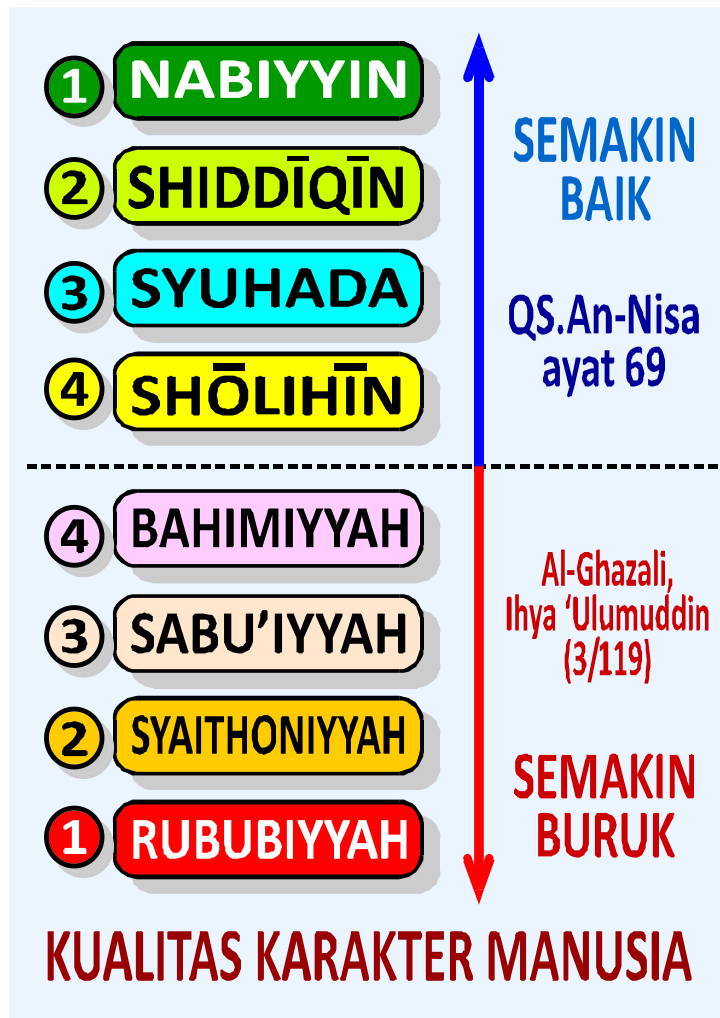 1 NABIYYIN
2 SHIDDĪQĪN
3 SYUHADA
4 SHŌLIHĪN
SEMAKIN
BAIK
QS.An-Nisa
ayat 69
4 BAHIMIYYAH
3 SABU’IYYAH
2 SYAITHONIYYAH
1 RUBUBIYYAH
Al-Ghazali,
Ihya ‘Ulumuddin
(3/119)
SEMAKIN
BURUK
KUALITAS KARAKTER MANUSIA